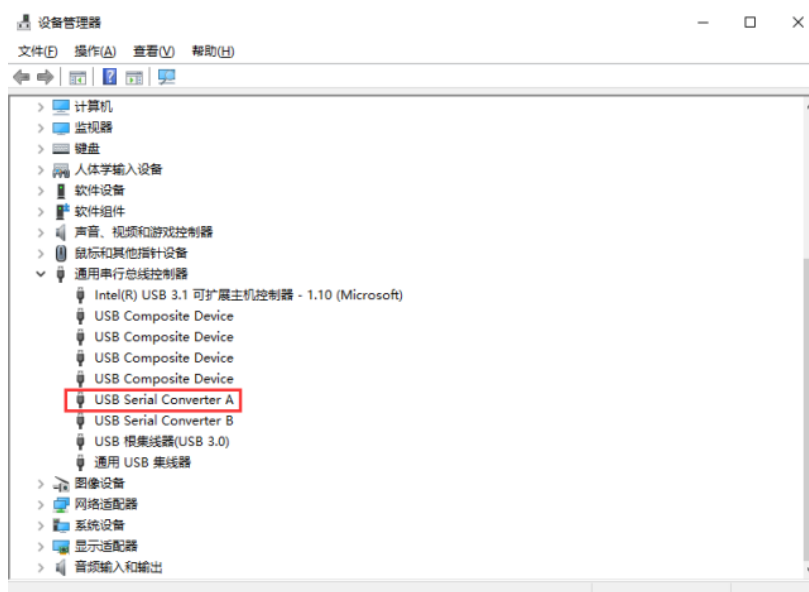 设备管理器
文件(F) 操作(A) 查看(V) 帮助(H)
计算机
监视器
键盘
人体学输入设备
软件设备
软件组件
声音、视频和游戏控制器
鼠标和其他指针设备
通用串行总线控制器
Intel(R) USB 3.1 可扩展主机控制器 - 1.10 (Microsoft)
USB Composite Device
USB Composite Device
USB Composite Device
USB Composite Device
USB Serial Converter A
USB Serial Converter B
USB 根集线器(USB 3.0)
通用 USB 集线器
图像设备
网络适配器
系统设备
显示适配器
音频输入和输出